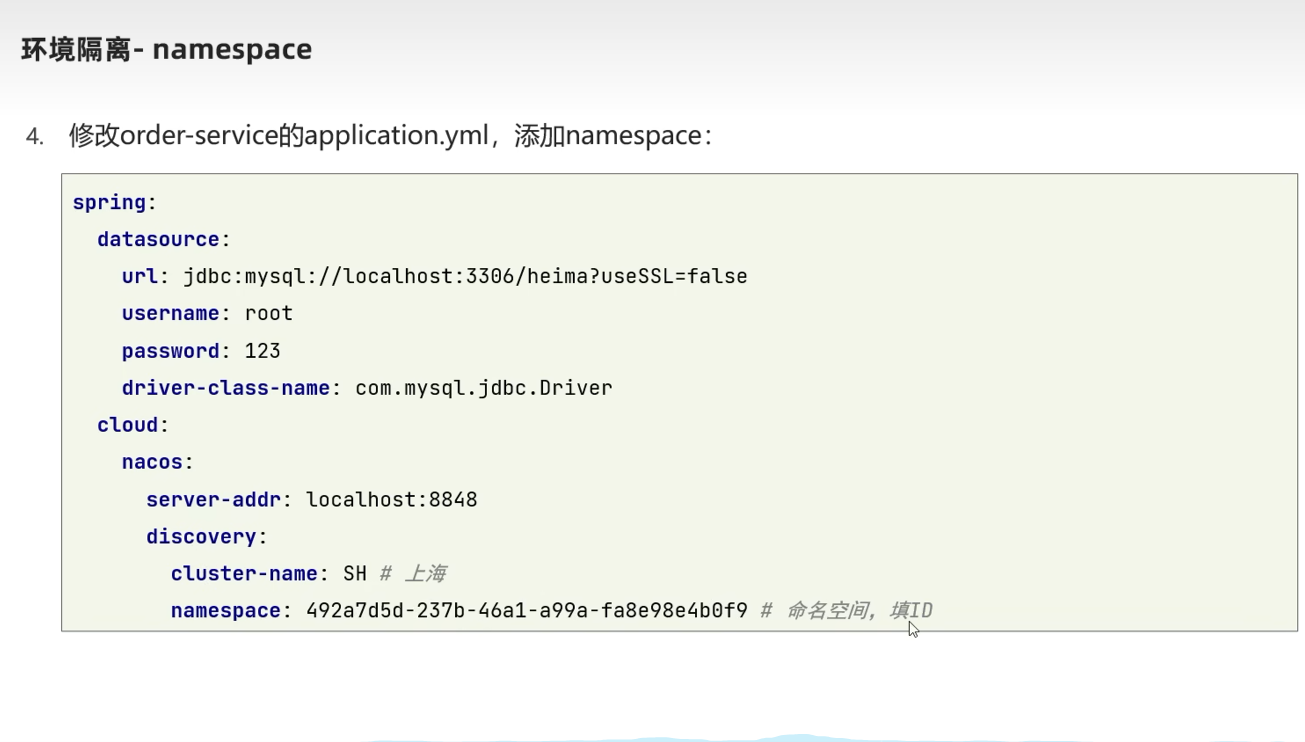 环境隔离- namespace
4. 修改order-service的application.yml，添加namespace：
spring:
  datasource:
    url: jdbc:mysql://localhost:3306/heima?useSSL=false
    username: root
    password: 123
    driver-class-name: com.mysql.jdbc.Driver
  cloud:
    nacos:
      server-addr: localhost:8848
      discovery:
        cluster-name: SH # 上海
        namespace: 492a7d5d-237b-46a1-a99a-fa8e98e4b0f9 # 命名空间，填ID